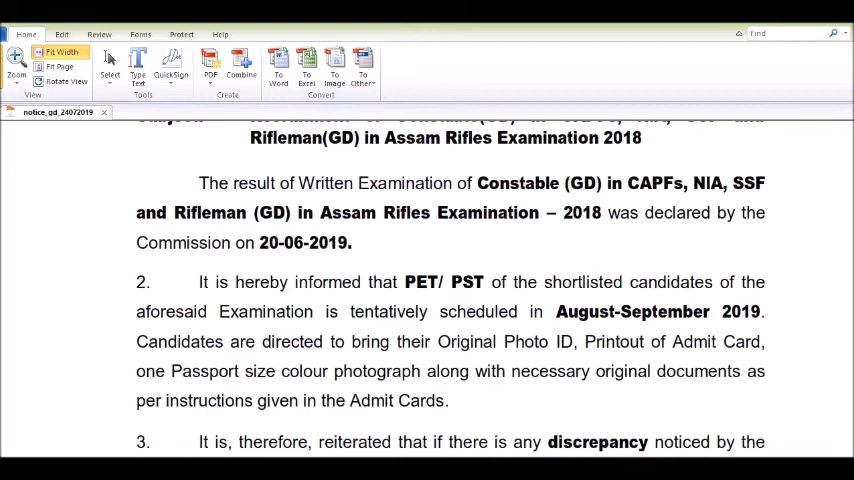 Home Edit Review Forms Protect Help Find
Fit Width
Fit Page
Rotate View
Zoom Select Type Text QuickSign PDF Combine To Word To Excel To Image To Other
View Tools Create Convert
notice_gd_24072019
Rifleman(GD) in Assam Rifles Examination 2018
The result of Written Examination of Constable (GD) in CAPFs, NIA, SSF
and Rifleman (GD) in Assam Rifles Examination – 2018 was declared by the
Commission on 20-06-2019.
2. It is hereby informed that PET/ PST of the shortlisted candidates of the
aforesaid Examination is tentatively scheduled in August-September 2019.
Candidates are directed to bring their Original Photo ID, Printout of Admit Card,
one Passport size colour photograph along with necessary original documents as
per instructions given in the Admit Cards.
3. It is, therefore, reiterated that if there is any discrepancy noticed by the